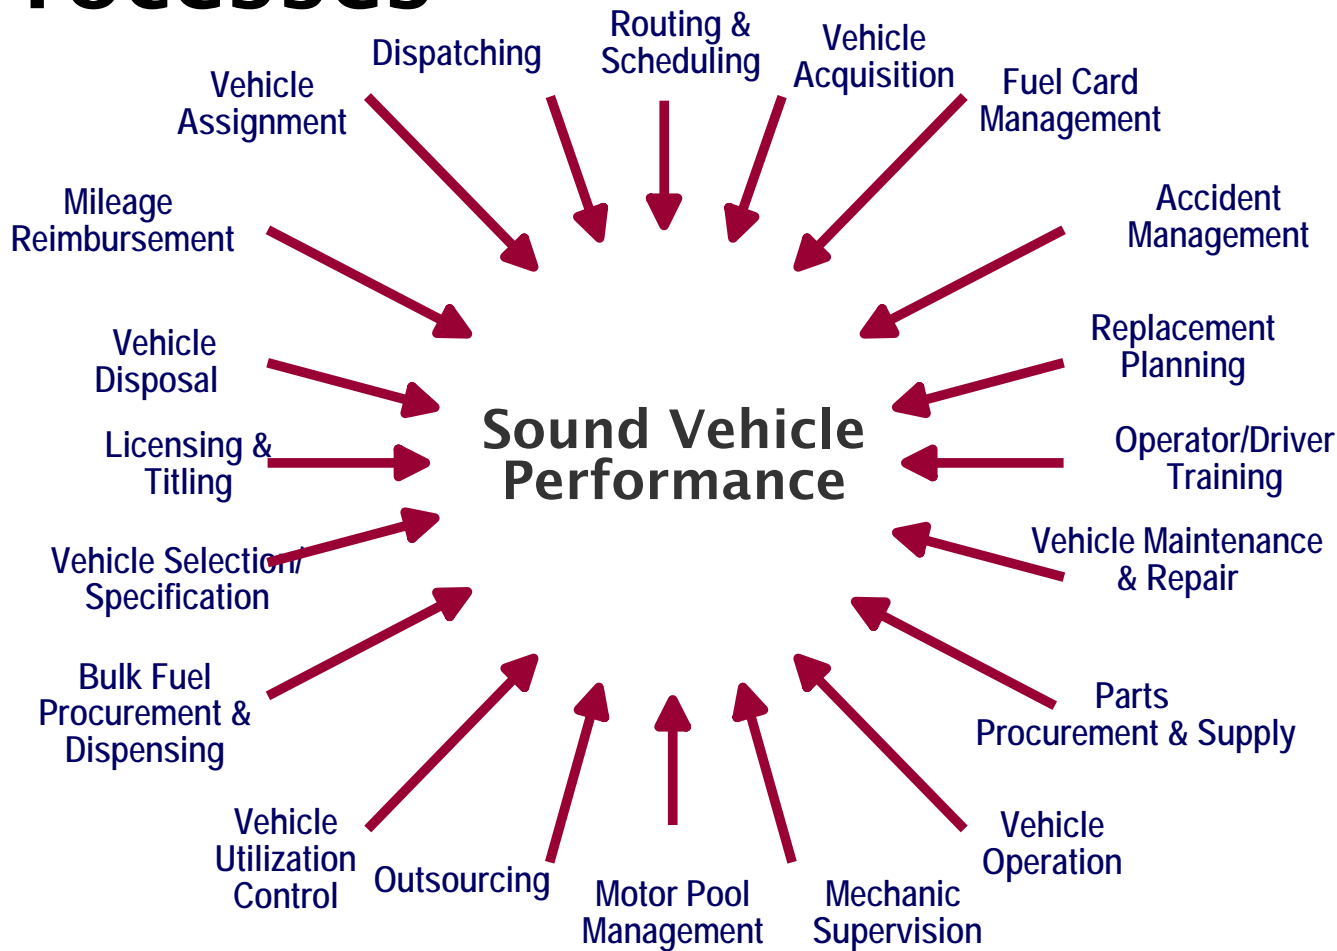 Routing &
Scheduling
Vehicle
Acquisition
Dispatching
Fuel Card
Management
Vehicle
Assignment
Accident
Management
Mileage
Reimbursement
Replacement
Planning
Vehicle
Disposal
Sound Vehicle
Performance
Operator/Driver
Training
Licensing &
Titling
Vehicle Maintenance
& Repair
Vehicle Selection/
Specification
Parts
Procurement & Supply
Bulk Fuel
Procurement &
Dispensing
Vehicle
Operation
Vehicle
Utilization
Control
Outsourcing
Motor Pool
Management
Mechanic
Supervision